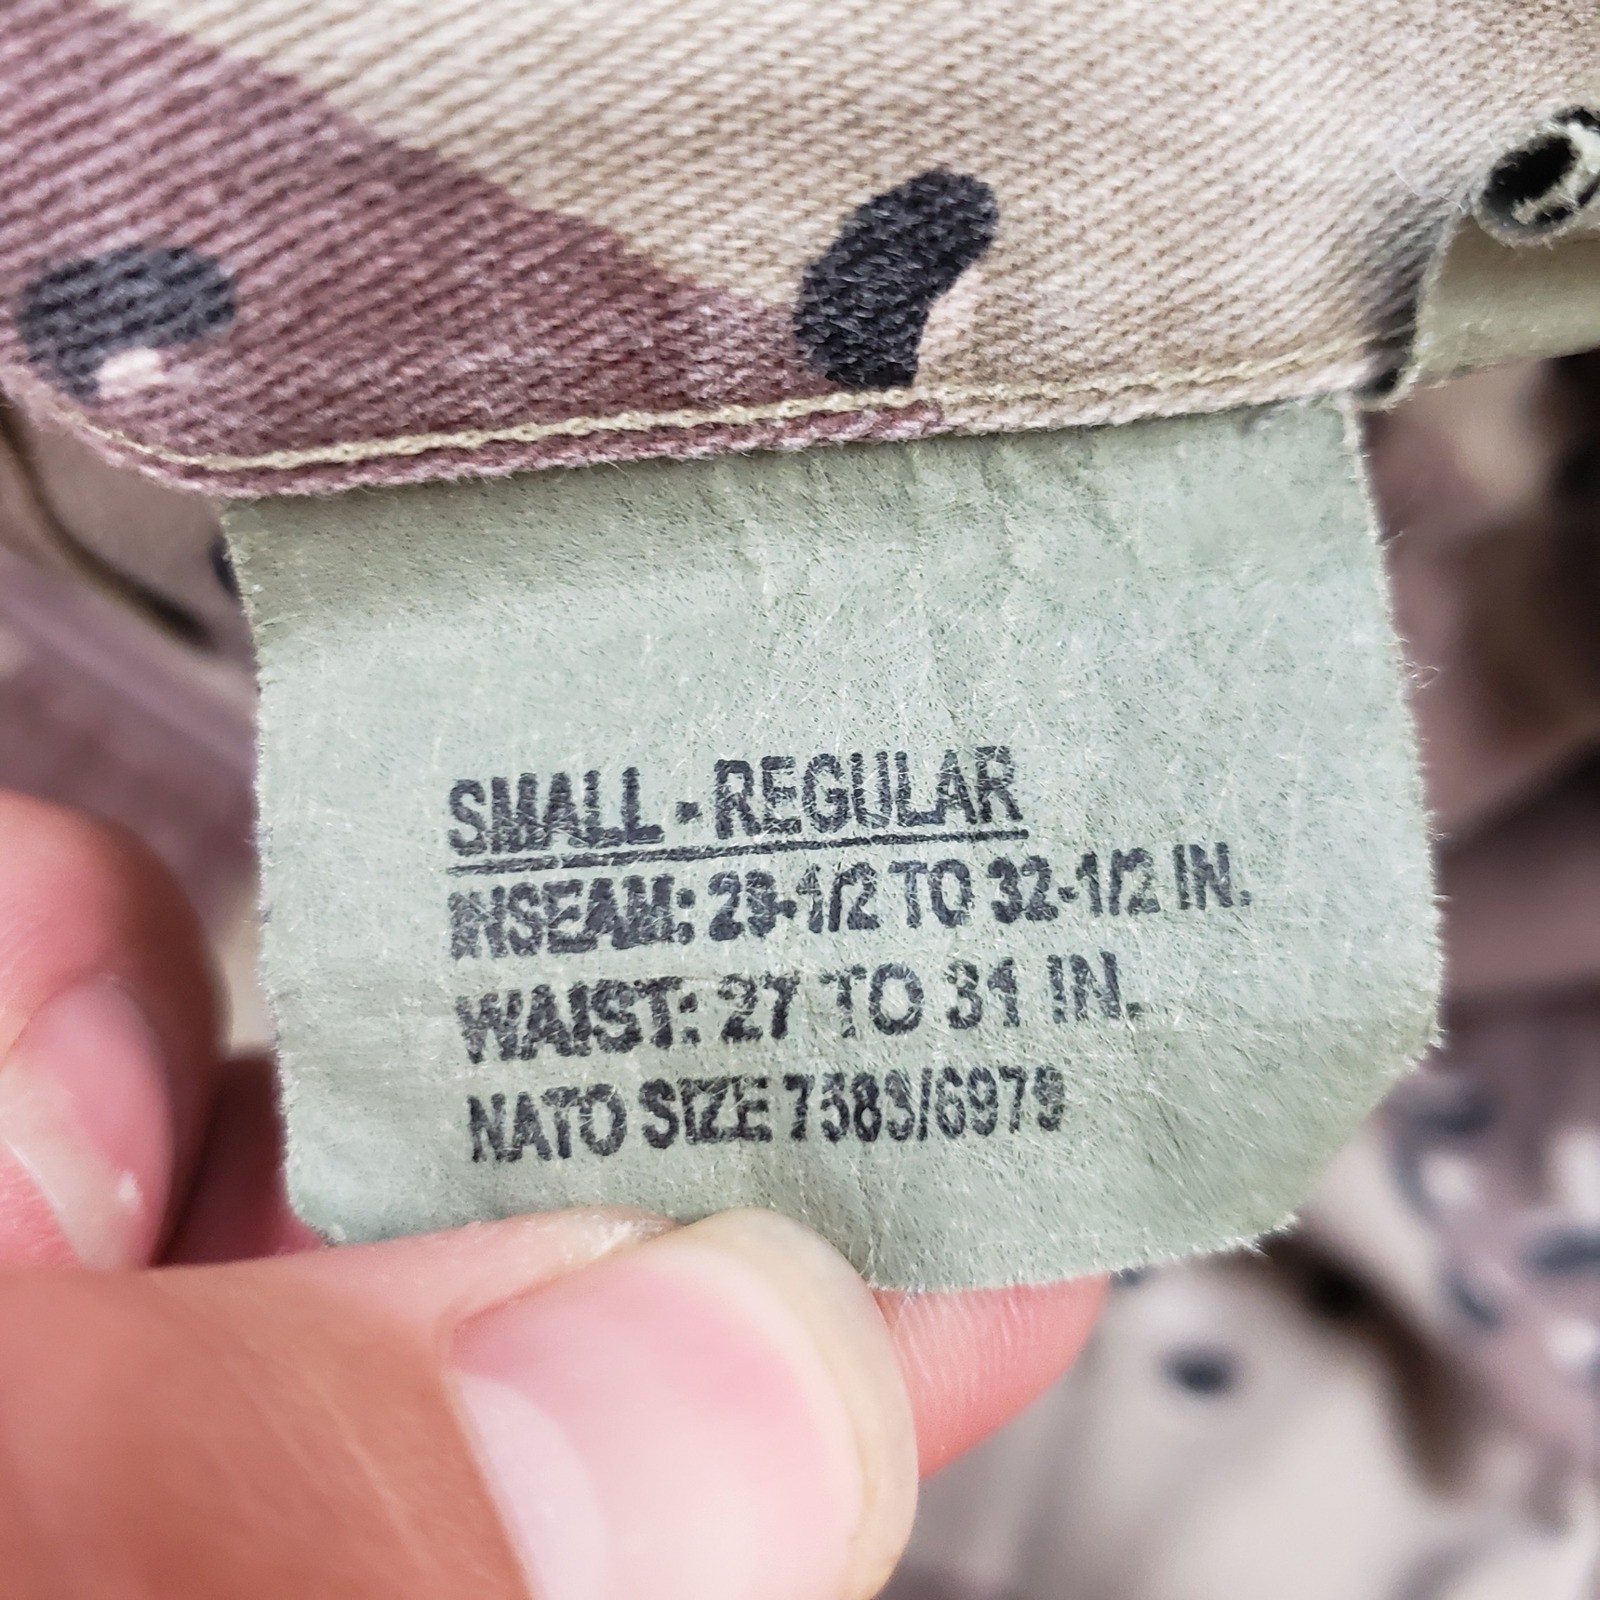 SMALL - REGULAR
INSEAM: 29-1/2 TO 32-1/2 IN.
WAIST: 27 TO 31 IN.
NATO SIZE 7583/6979